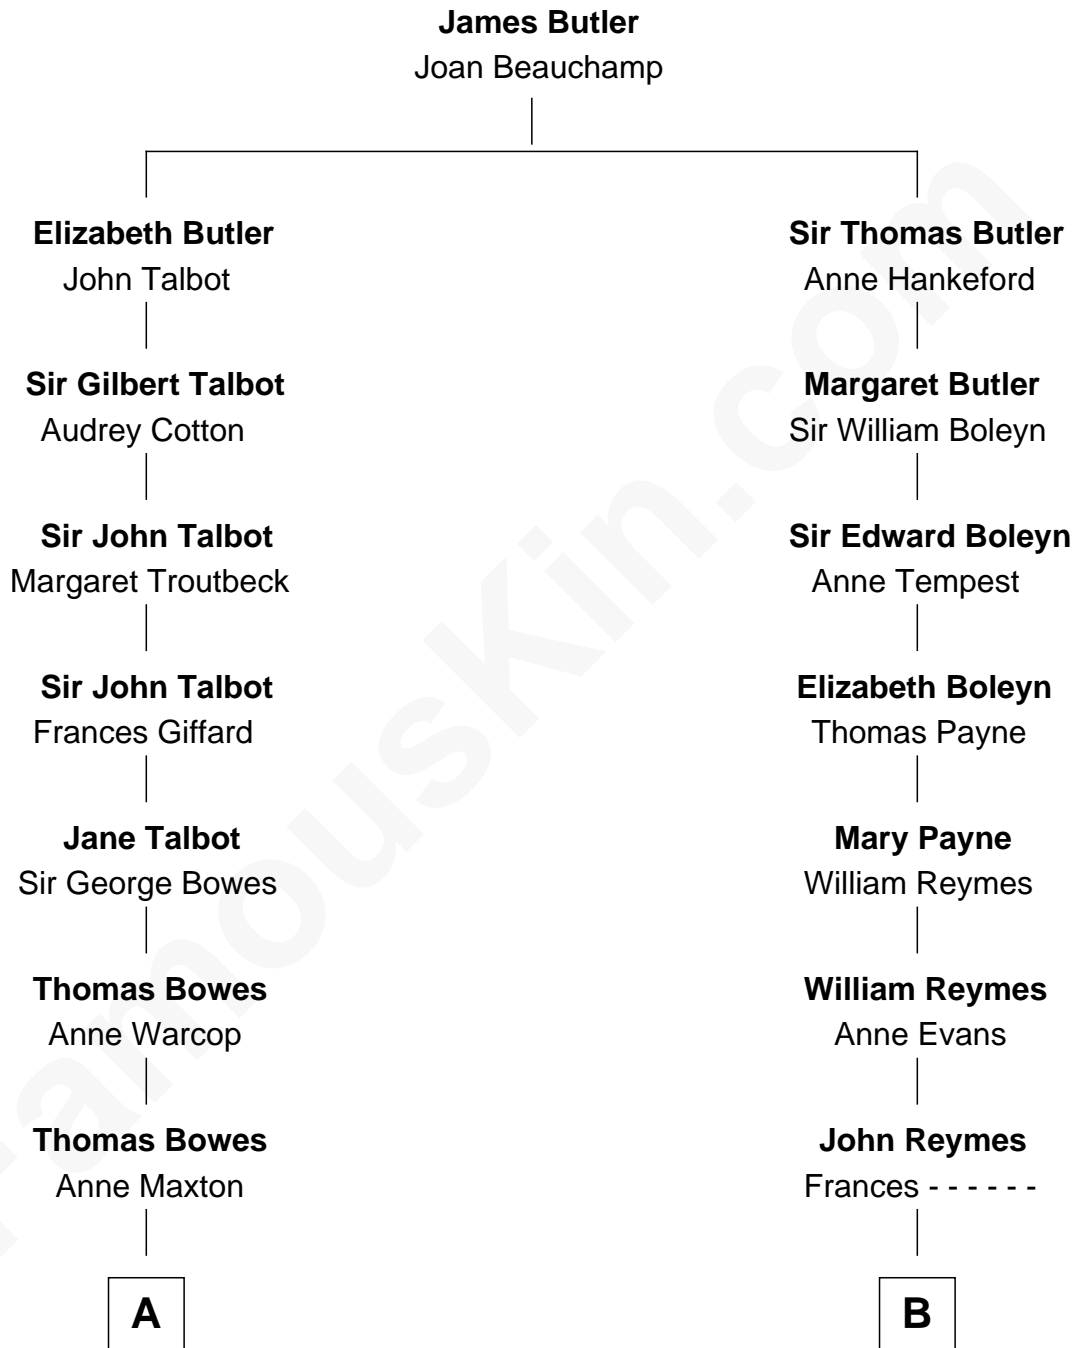 James Butler
Joan Beauchamp
Elizabeth Butler
John Talbot
Sir Thomas Butler
Anne Hankeford
Sir Gilbert Talbot
Audrey Cotton
Margaret Butler
Sir William Boleyn
Sir John Talbot
Margaret Troutbeck
Sir Edward Boleyn
Anne Tempest
Sir John Talbot
Frances Giffard
Elizabeth Boleyn
Thomas Payne
Jane Talbot
Sir George Bowes
Mary Payne
William Reymes
Thomas Bowes
Anne Warcop
William Reymes
Anne Evans
Thomas Bowes
Anne Maxton
John Reymes
Frances - - - - - -
A
B
FamousKin.com